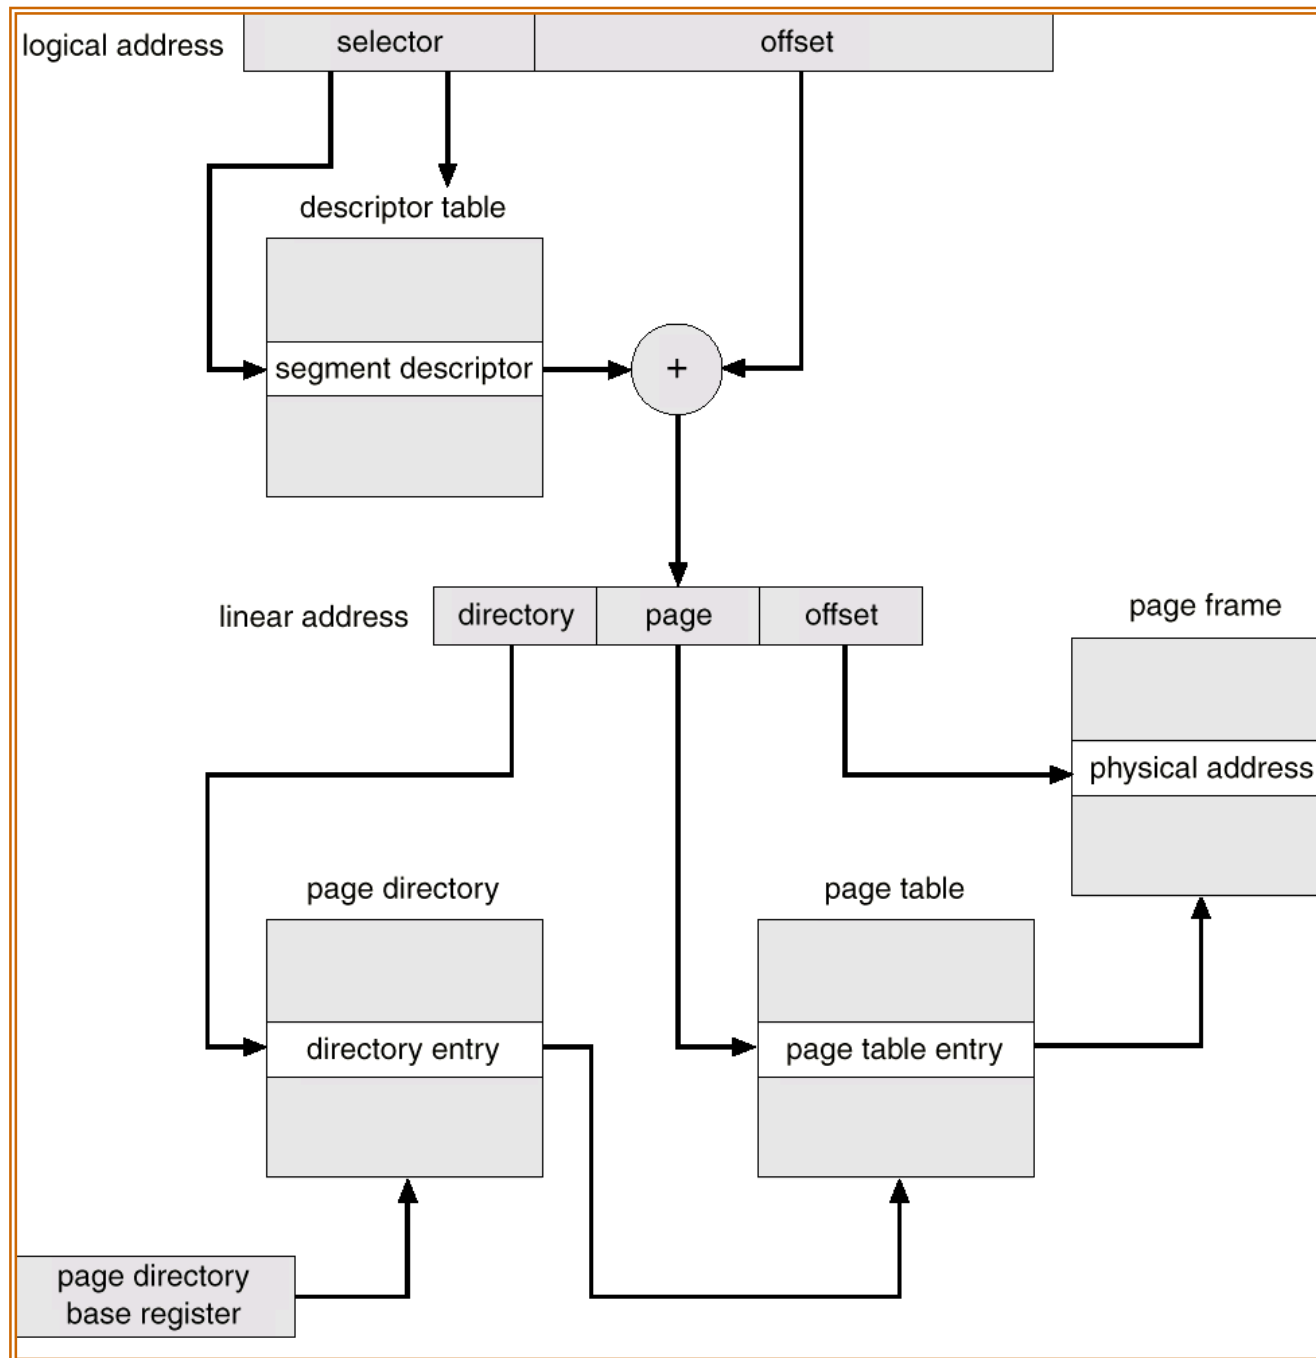 logical address
selector
offset
descriptor table
segment descriptor
+
linear address
directory
page
offset
page frame
physical address
page directory
page table
directory entry
page table entry
page directory
base register